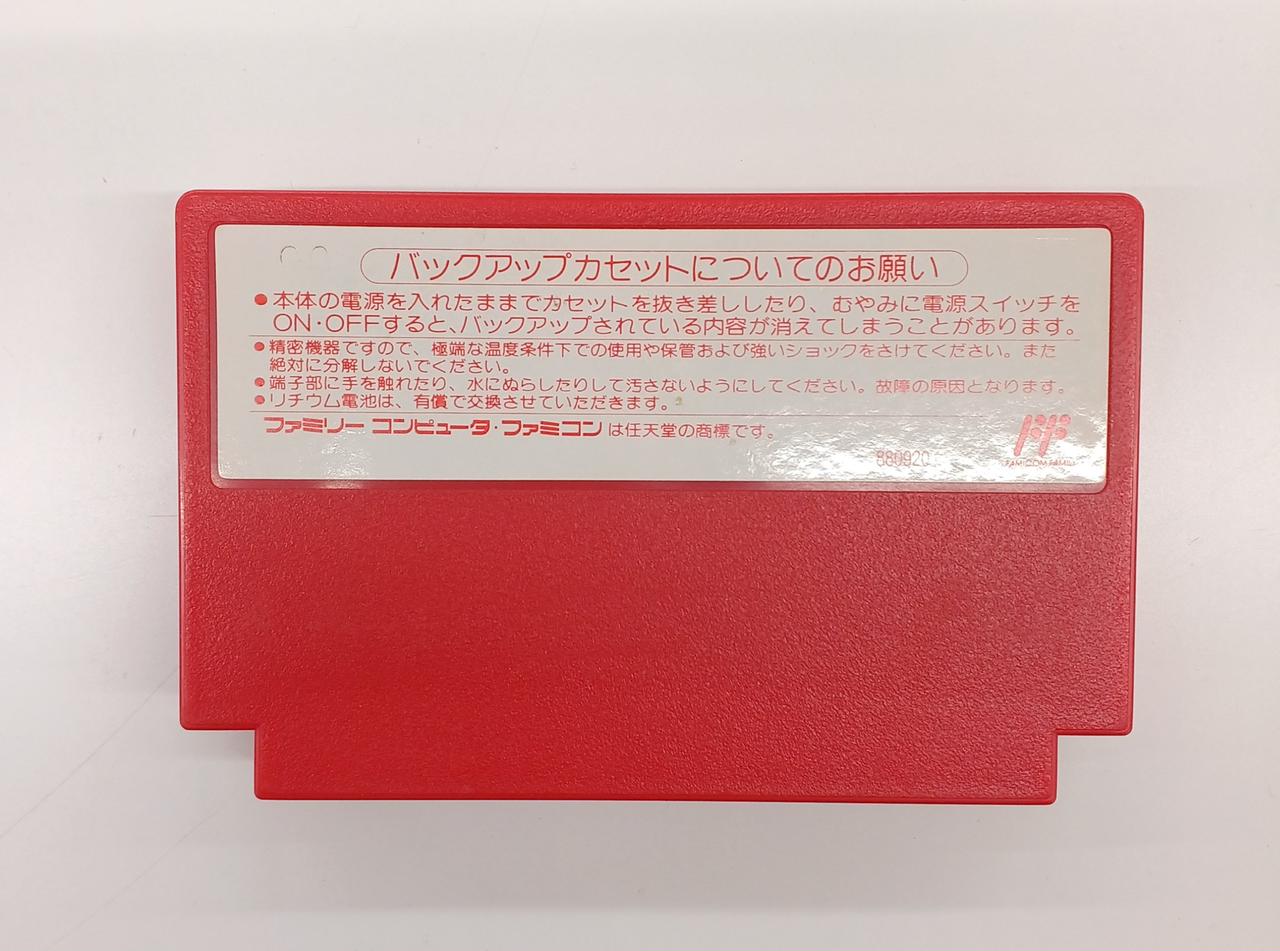 バックアップカセットについてのお願い
●本体の電源を入れたままでカセットを抜き差ししたり、むやみに電源スイッチを
ON・OFFすると、バックアップされている内容が消えてしまうことがあります。
●精密機器ですので、極端な温度条件下での使用や保管および強いショックをさけてください。また
絶対に分解しないでください。
●端子部に手を触れたり、水にぬらしたりして汚さないようにしてください。故障の原因となります。
●リチウム電池は、有償で交換させていただきます。
ファミリーコンピュータ・ファミコンは任天堂の商標です。
880920
FAMICOM FAMILY